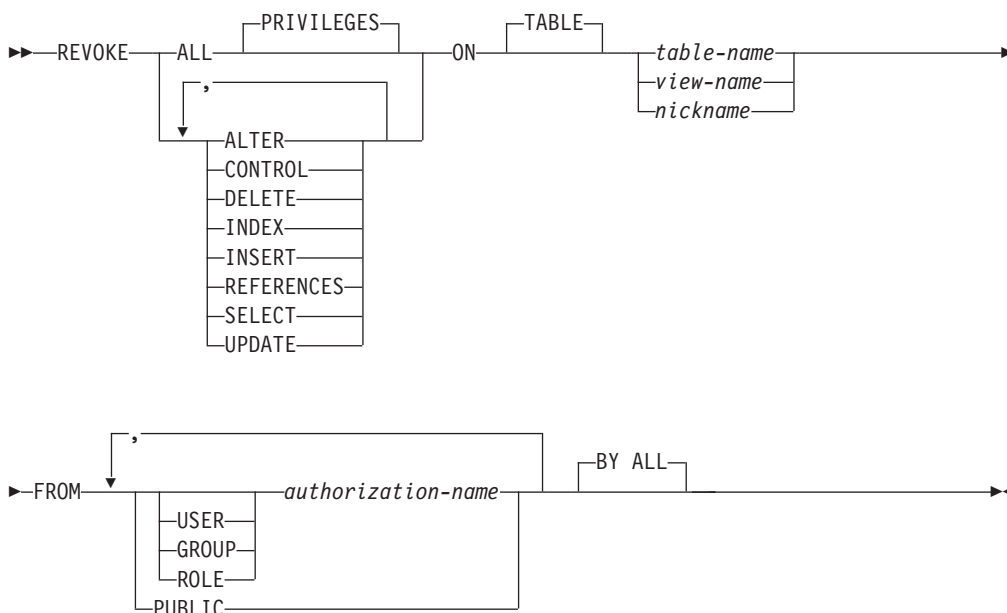 PRIVILEGES
TABLE
REVOKE ALL ON table-name
view-name
nickname
,
ALTER
CONTROL
DELETE
INDEX
INSERT
REFERENCES
SELECT
UPDATE
,
BY ALL
FROM authorization-name
USER
GROUP
ROLE
PUBLIC